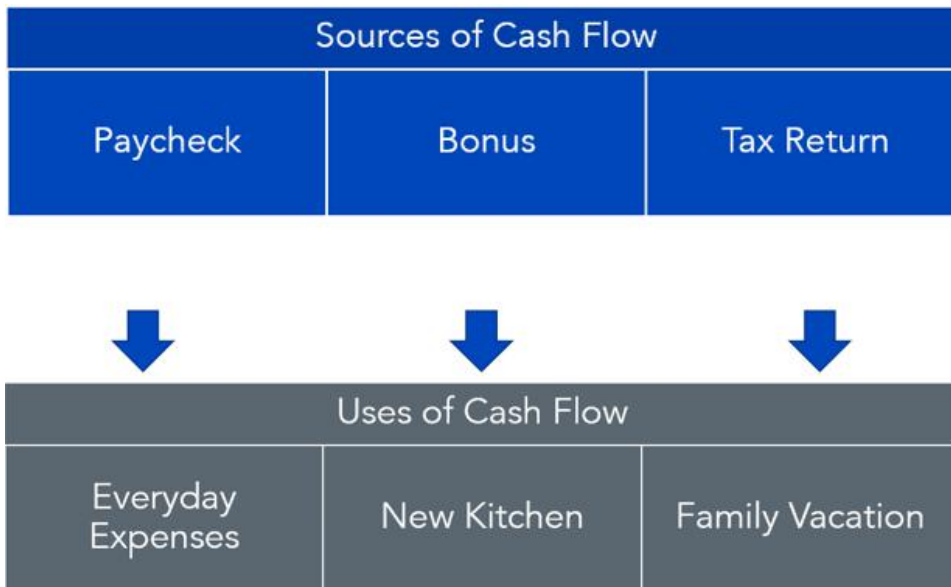 Sources of Cash Flow
Paycheck
Bonus
Tax Return
Uses of Cash Flow
Everyday
Expenses
New Kitchen
Family Vacation